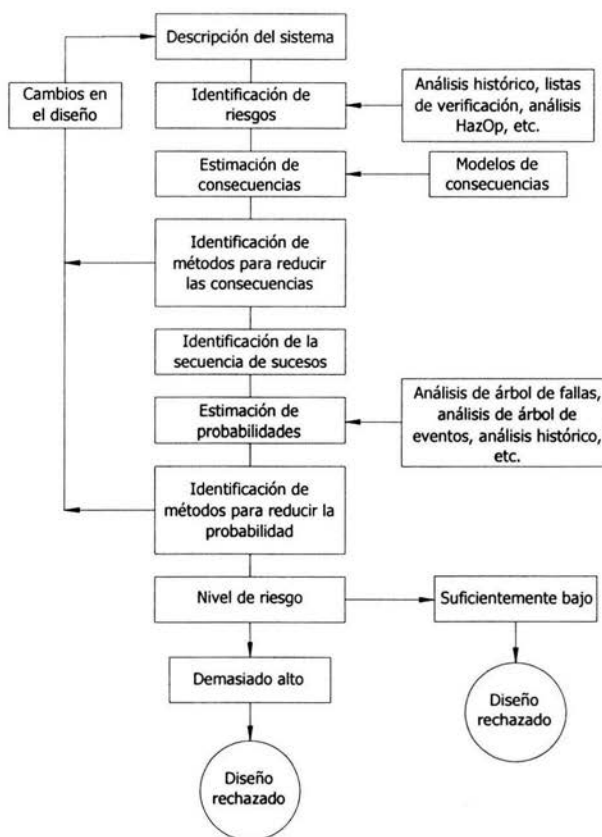 Descripción del sistema
Cambios en
el diseño
Identificación de
riesgos
Análisis histórico, listas
de verificación, análisis
HazOp, etc.
Estimación de
consecuencias
Modelos de
consecuencias
Identificación de
métodos para reducir
las consecuencias
Identificación de la
secuencia de sucesos
Estimación de
probabilidades
Análisis de árbol de fallas,
análisis de árbol de
eventos, análisis histórico,
etc.
Identificación de
métodos para reducir la
probabilidad
Nivel de riesgo
Suficientemente bajo
Demasiado alto
Diseño
rechazado
Diseño
rechazado